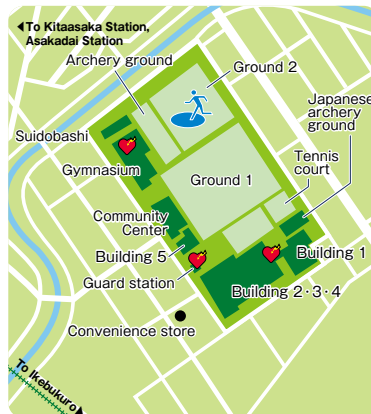 ◀To Kitaasaka Station,
Asakadai Station
Archery ground
Ground 2
Japanese
archery
ground
Suidobashi
Gymnasium
Ground 1
Tennis
court
Community
Center
Building 5
Building 1
Guard station
Building 2・3・4
Convenience store
To Ikebukuro▶